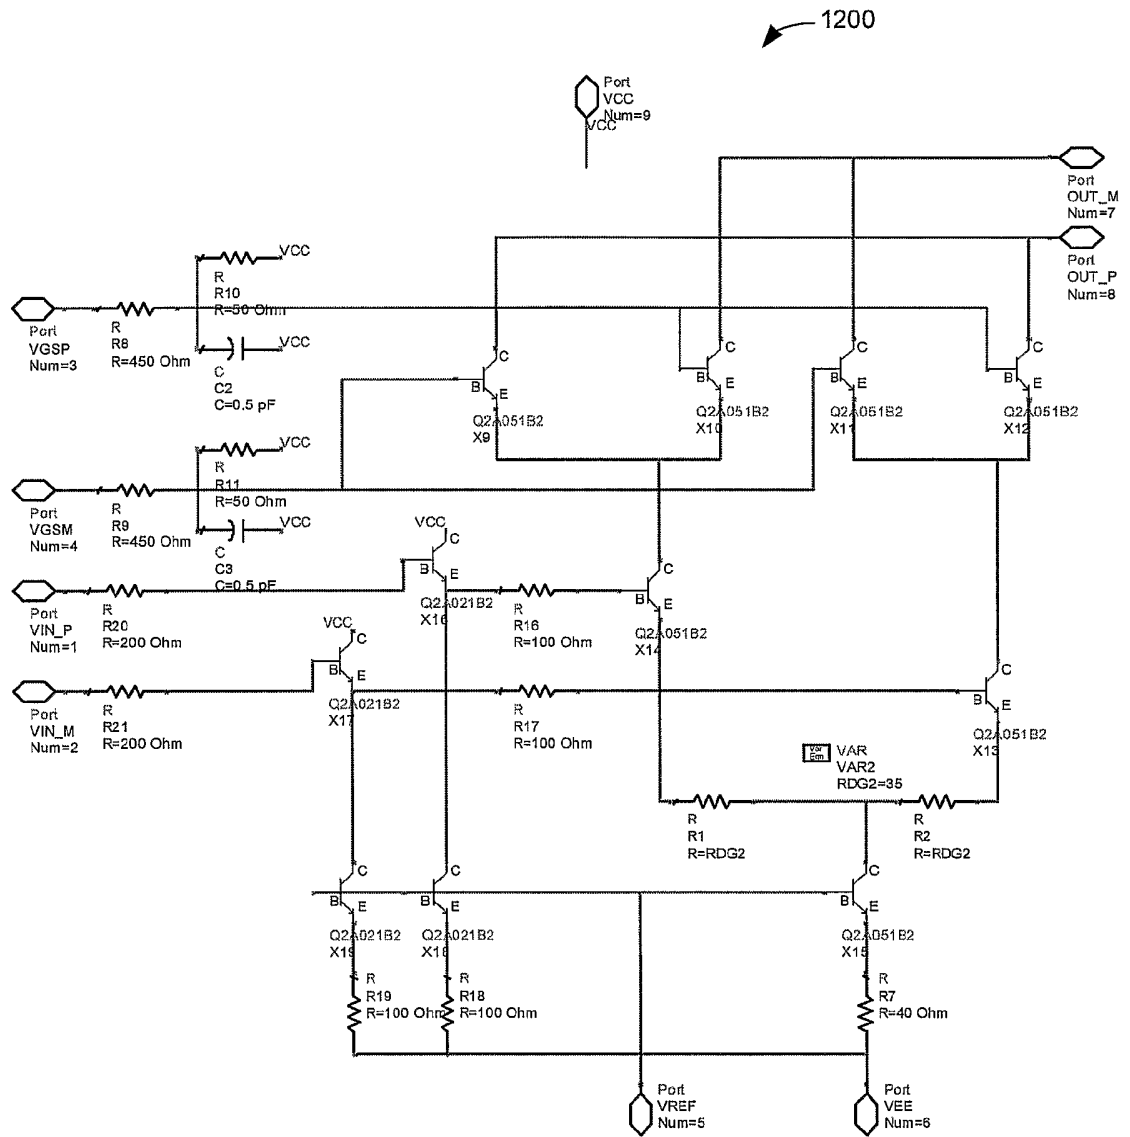 1200
Port
VCC
Num=9
VCC
Port
OUT_M
Num=7
Port
OUT_P
Num=8
VCC
R
R10
R=50 Ohm
Port
VGSP
Num=3
R
R8
R=450 Ohm
VCC
C
C2
C=0.5 pF
C
B
E
Q2A051B2
X9
C
B
E
Q2A051B2
X10
C
B
E
Q2A051B2
X11
C
B
E
Q2A051B2
X12
VCC
R
R11
R=50 Ohm
Port
VGSM
Num=4
R
R9
R=450 Ohm
VCC
C
C3
C=0.5 pF
VCC
C
B
E
Q2A021B2
X16
Port
VIN_P
Num=1
R
R20
R=200 Ohm
R
R16
R=100 Ohm
C
B
E
Q2A051B2
X14
VCC
C
B
E
Q2A021B2
X17
Port
VIN_M
Num=2
R
R21
R=200 Ohm
R
R17
R=100 Ohm
C
B
E
Q2A051B2
X13
Var
Eqn
VAR
VAR2
RDG2=35
R
R1
R=RDG2
R
R2
R=RDG2
C
B
E
Q2A021B2
X19
C
B
E
Q2A021B2
X18
C
B
E
Q2A051B2
X15
R
R19
R=100 Ohm
R
R18
R=100 Ohm
R
R7
R=40 Ohm
Port
VREF
Num=5
Port
VEE
Num=6